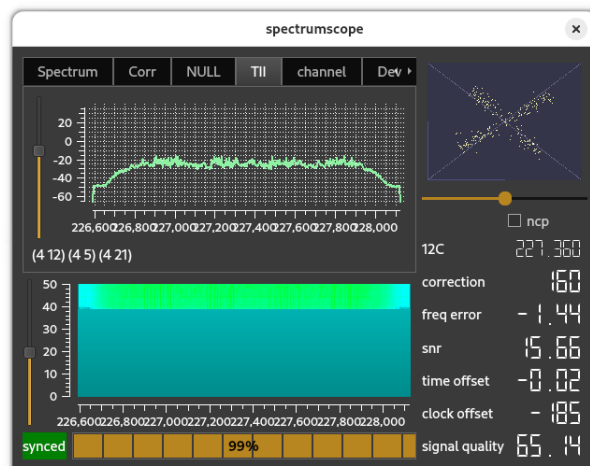 spectrumscope
Spectrum Corr NULL TII channel Dev
20
0
-20
-40
-60
226,600 226,800 227,000 227,200 227,400 227,600 227,800 228,000
(4 12) (4 5) (4 21)
50
40
30
20
10
0
226,600 226,800 227,000 227,200 227,400 227,600 227,800 228,000
synced 99%
ncp
12C 227.360
correction 160
freq error -1.44
snr 15.66
time offset -0.02
clock offset -185
signal quality 65.14